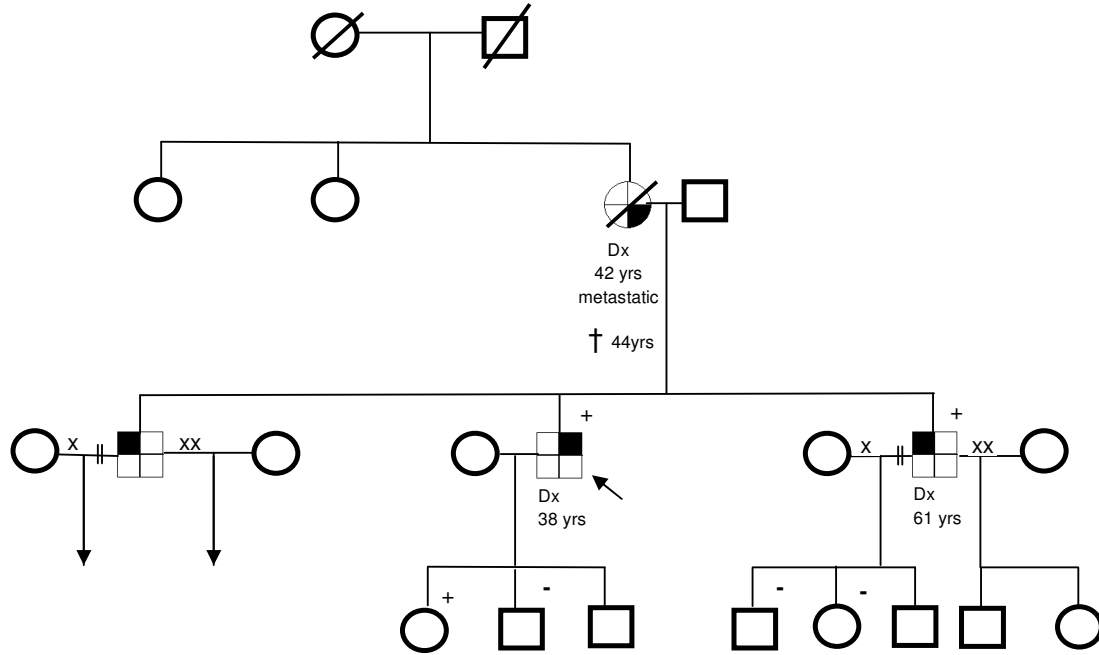 Dx
42 yrs
metastatic
† 44yrs
+
+
x
xx
x
xx
Dx
38 yrs
Dx
61 yrs
+
-
-
-